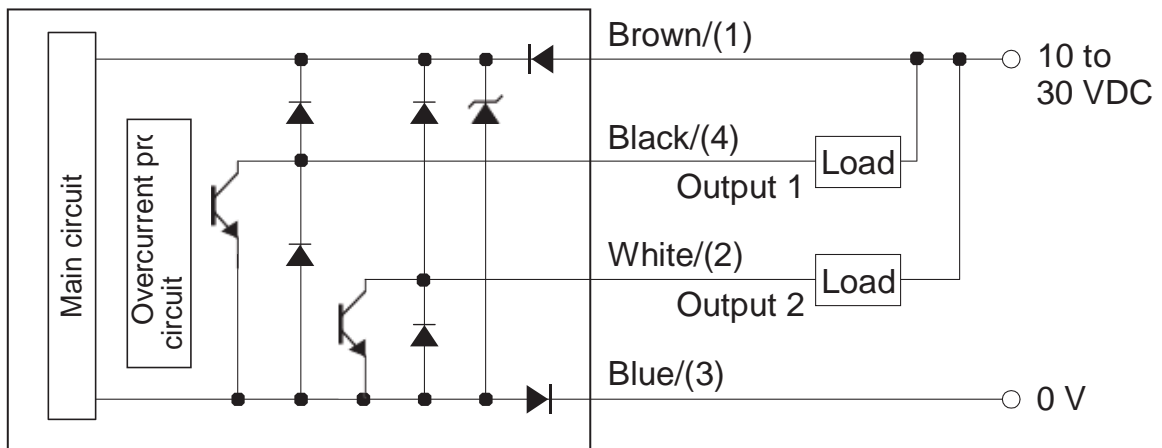 Brown/(1)
10 to
30 VDC
Black/(4)
Load
Output 1
White/(2)
Load
Output 2
Blue/(3)
0 V
Main circuit
Overcurrent
circuit